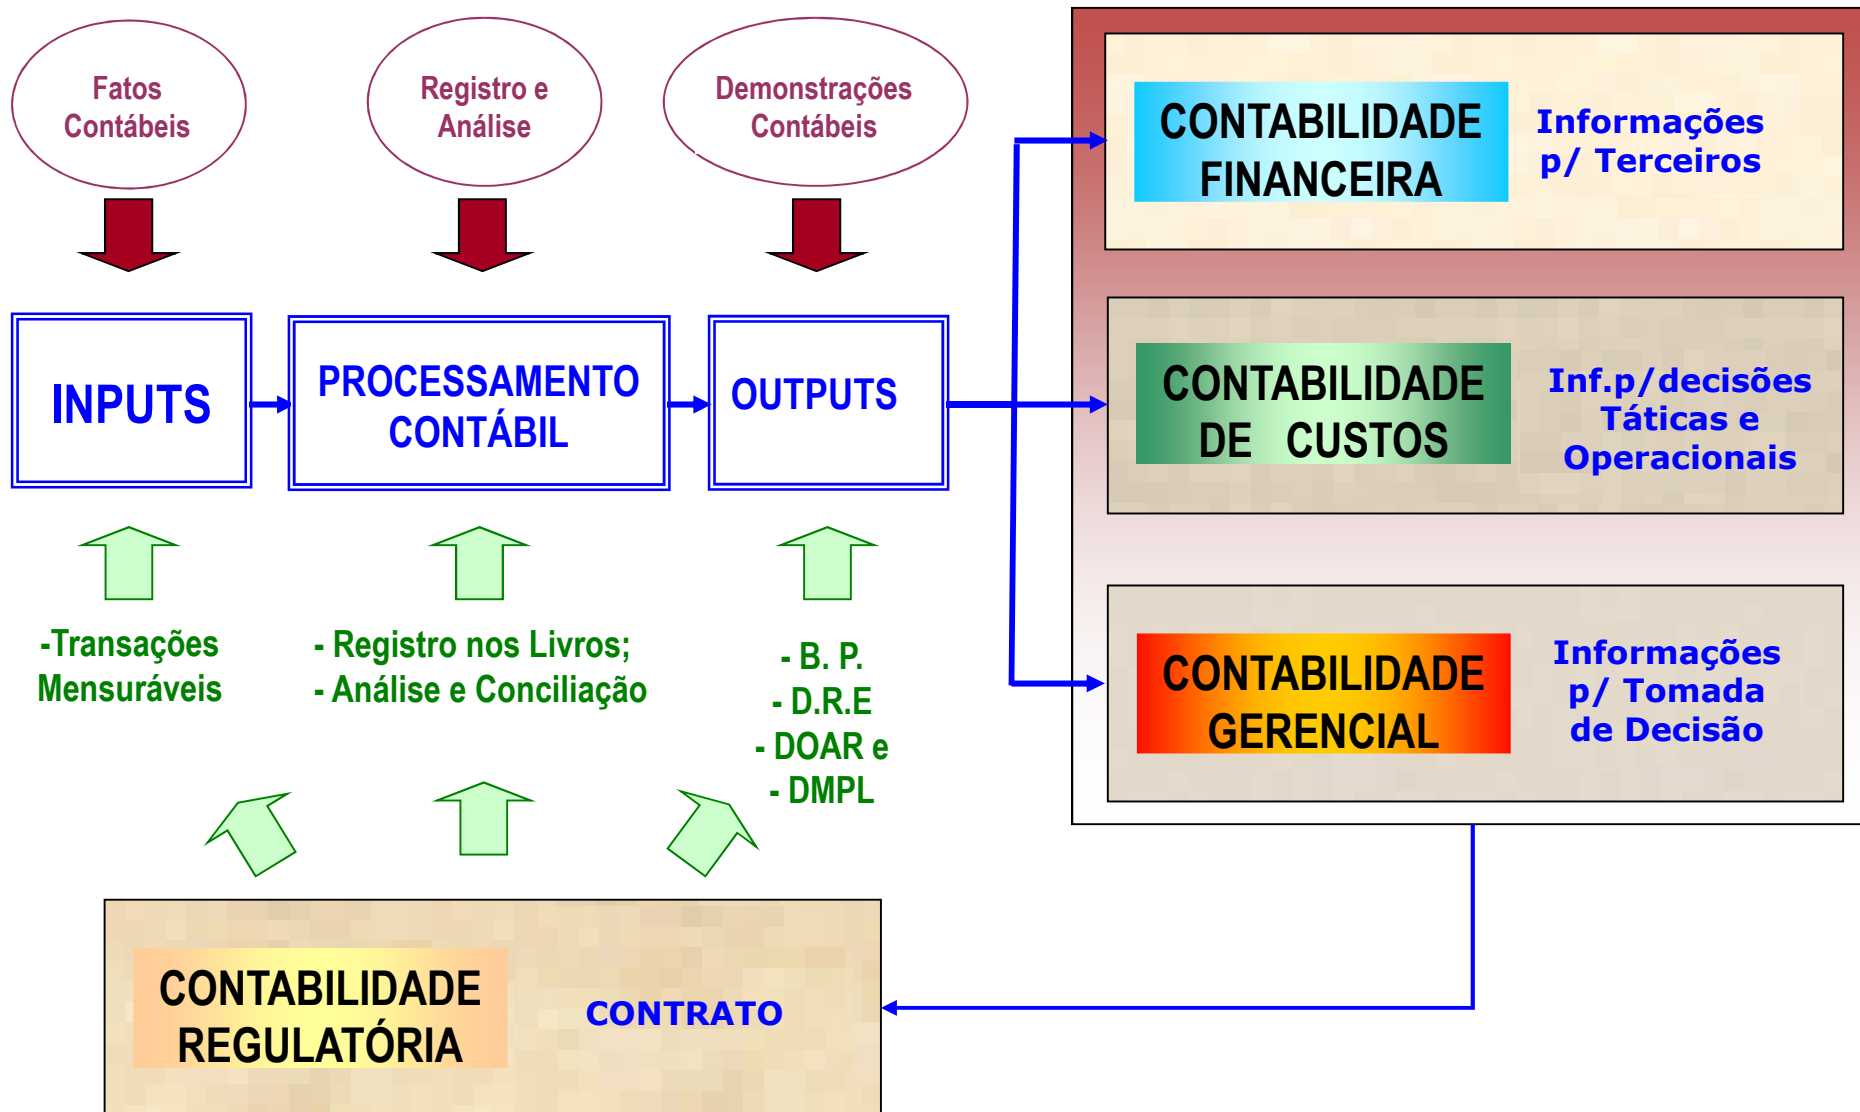 Fatos
Contábeis
Registro e
Análise
Demonstrações
Contábeis
INPUTS
PROCESSAMENTO
CONTÁBIL
OUTPUTS
-Transações
Mensuráveis
- Registro nos Livros;
- Análise e Conciliação
- B. P.
- D.R.E
- DOAR e
- DMPL
CONTABILIDADE
FINANCEIRA
Informações
p/ Terceiros
CONTABILIDADE
DE CUSTOS
Inf.p/decisões
Táticas e
Operacionais
CONTABILIDADE
GERENCIAL
Informações
p/ Tomada
de Decisão
CONTABILIDADE
REGULATÓRIA
CONTRATO